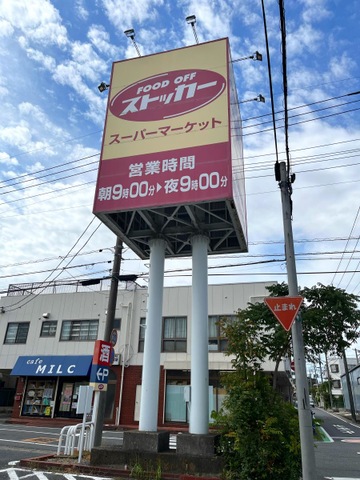 FOOD OFF
ストッカー
スーパーマーケット
営業時間
朝9時00分▶夜9時00分
止まれ
cafe
MILC
酒
P